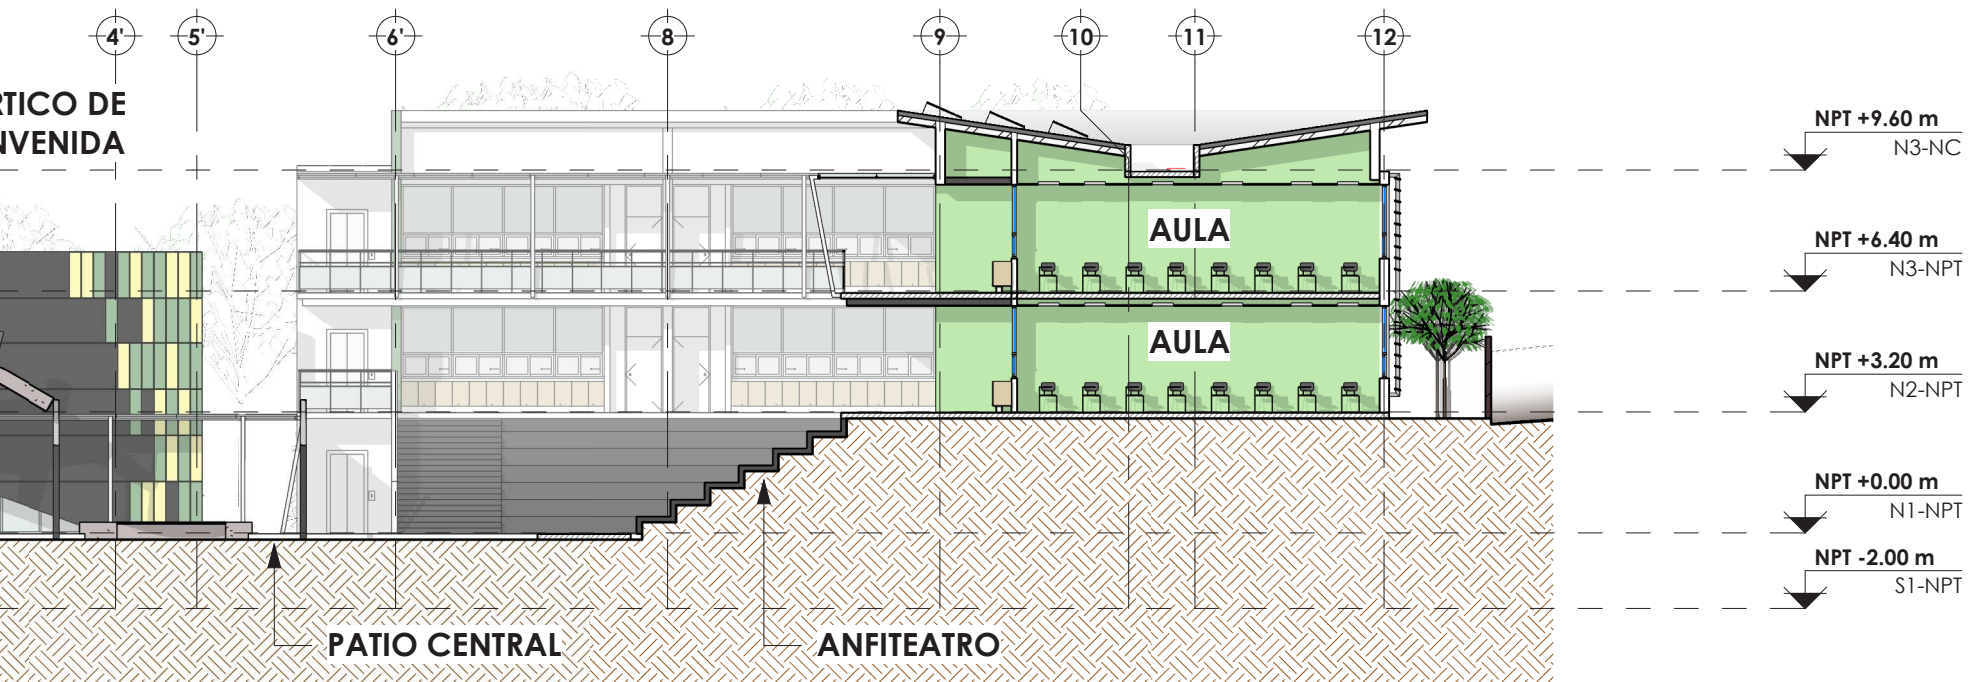 4' 5' 6' 8 9 10 11 12
RTICO DE
NVENIDA
NPT +9.60 m
N3-NC
AULA
NPT +6.40 m
N3-NPT
AULA
NPT +3.20 m
N2-NPT
NPT +0.00 m
N1-NPT
NPT -2.00 m
S1-NPT
PATIO CENTRAL
ANFITEATRO